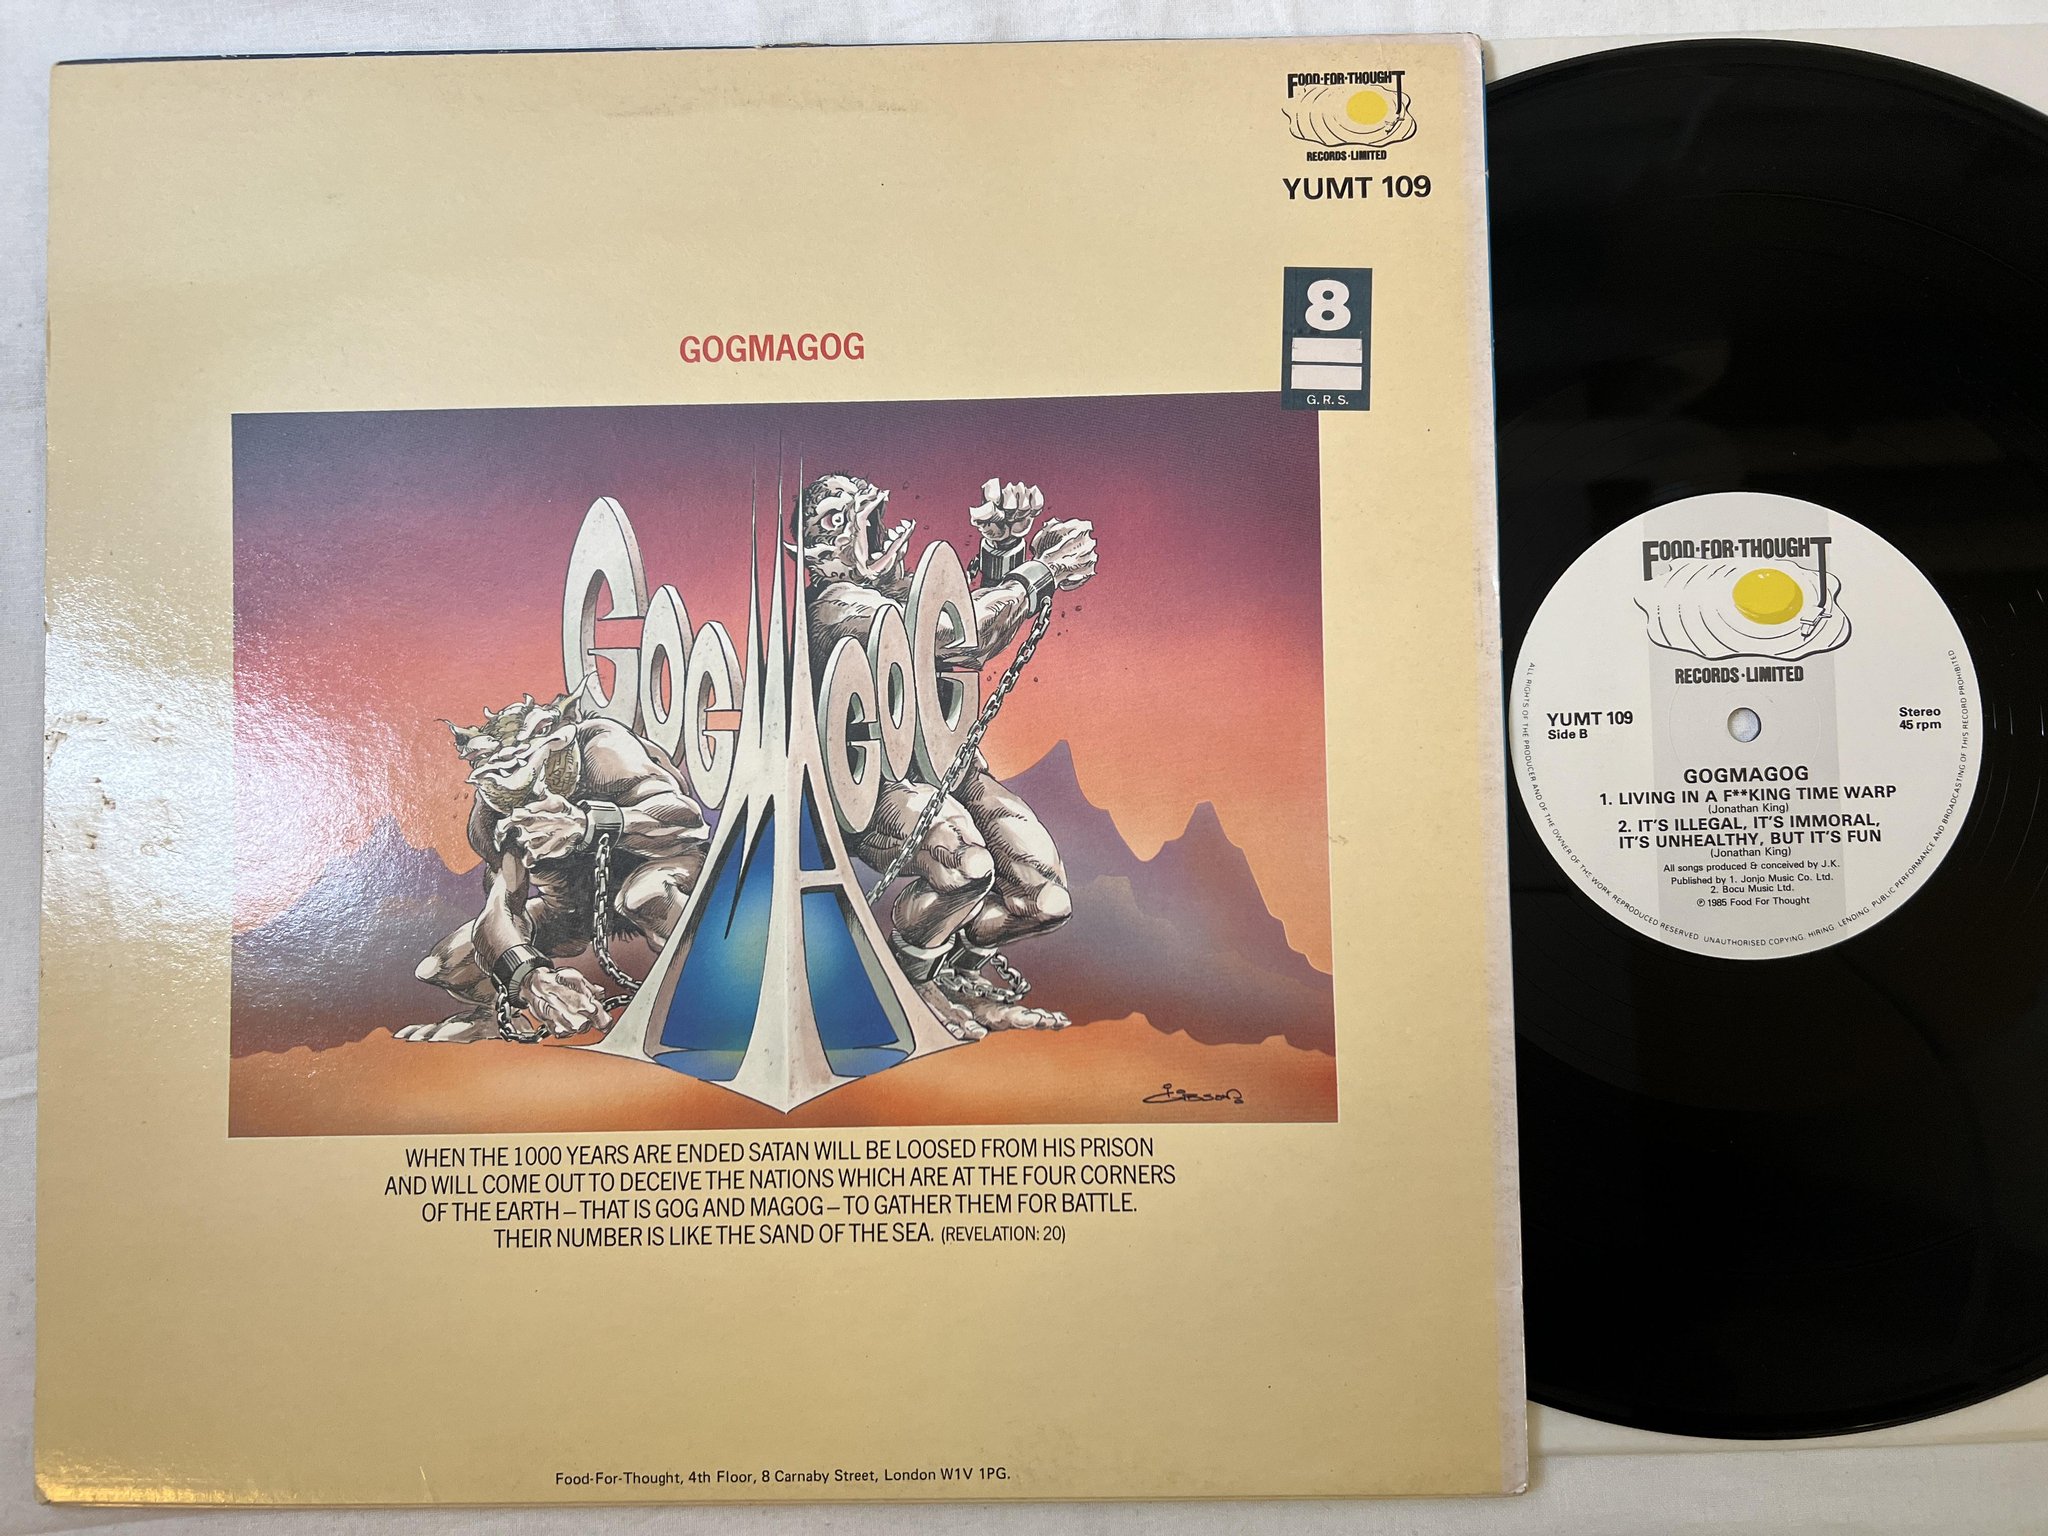 FOOD·FOR·THOUGHT
RECORDS·LIMITED
YUMT 109
8
G. R. S.
GOGMAGOG
GOGMAGOG
WHEN THE 1000 YEARS ARE ENDED SATAN WILL BE LOOSED FROM HIS PRISON
AND WILL COME OUT TO DECEIVE THE NATIONS WHICH ARE AT THE FOUR CORNERS
OF THE EARTH – THAT IS GOG AND MAGOG – TO GATHER THEM FOR BATTLE.
THEIR NUMBER IS LIKE THE SAND OF THE SEA. (REVELATION: 20)
Food-For-Thought, 4th Floor, 8 Carnaby Street, London W1V 1PG.
FOOD·FOR·THOUGHT
RECORDS·LIMITED
YUMT 109
Side B
Stereo
45 rpm
GOGMAGOG
1. LIVING IN A F**KING TIME WARP
(Jonathan King)
2. IT'S ILLEGAL, IT'S IMMORAL,
IT'S UNHEALTHY, BUT IT'S FUN
(Jonathan King)
All songs produced & conceived by J.K.
Published by 1. Jonjo Music Co. Ltd.
2. Bocu Music Ltd.
℗ 1985 Food For Thought
ALL RIGHTS OF THE PRODUCER AND OF THE OWNER OF THE WORK REPRODUCED RESERVED. UNAUTHORISED COPYING, HIRING, LENDING, PUBLIC PERFORMANCE AND BROADCASTING OF THIS RECORD PROHIBITED